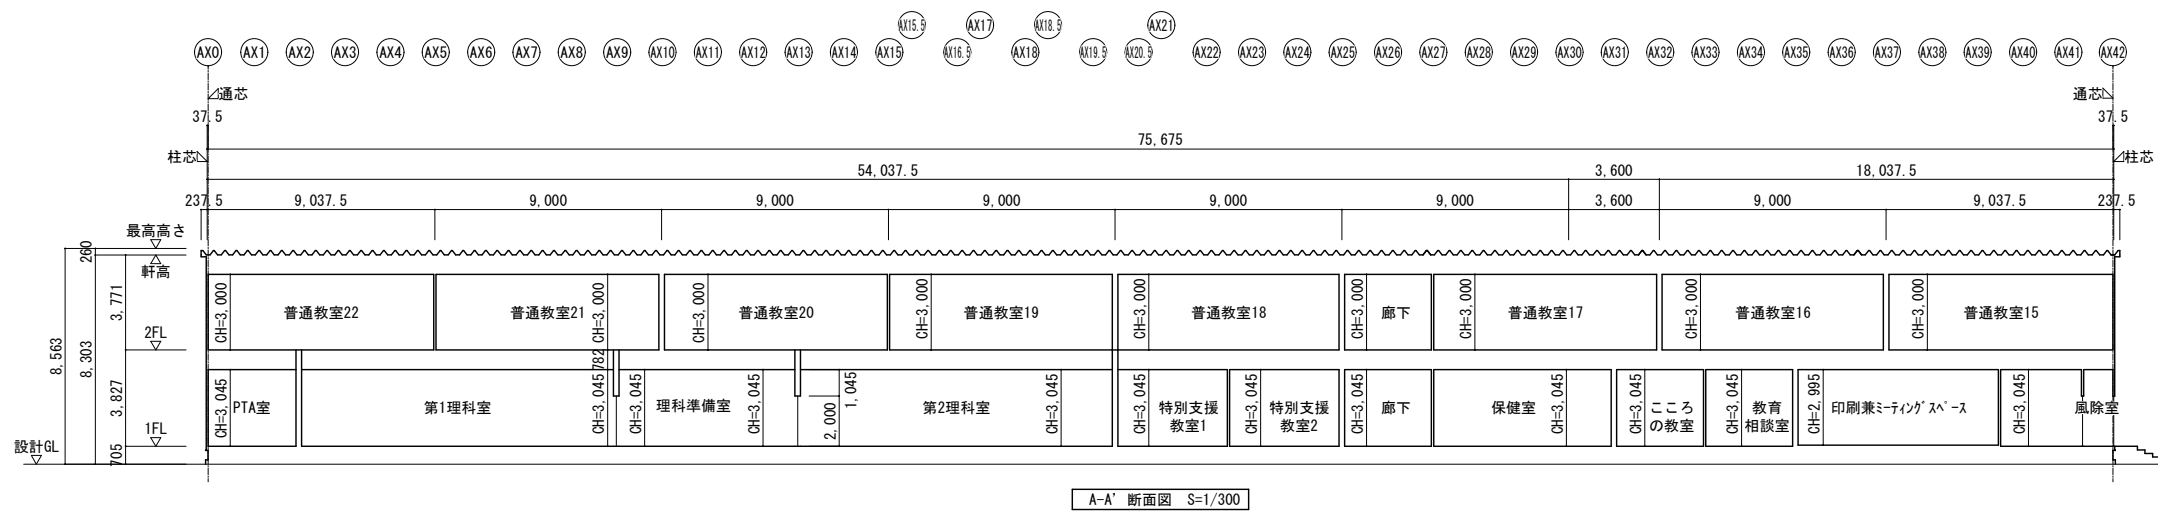 AX15.5 AX17 AX18.5 AX21
AX0 AX1 AX2 AX3 AX4 AX5 AX6 AX7 AX8 AX9 AX10 AX11 AX12 AX13 AX14 AX15 AX16.5 AX18 AX19.5 AX20.5 AX22 AX23 AX24 AX25 AX26 AX27 AX28 AX29 AX30 AX31 AX32 AX33 AX34 AX35 AX36 AX37 AX38 AX39 AX40 AX41 AX42
通芯 通芯
37.5 37.5
75,675
柱芯 柱芯
54,037.5 3,600 18,037.5
237.5 9,037.5 9,000 9,000 9,000 9,000 9,000 3,600 9,000 9,037.5 237.5
最高高さ
260
軒高
8,563
8,303
3,771
2FL
3,827
1FL
705
設計GL
CH=3,000 普通教室22
普通教室21 CH=3,000
CH=3,000 普通教室20
CH=3,000 普通教室19
CH=3,000 普通教室18
CH=3,000 廊下
CH=3,000 普通教室17
CH=3,000 普通教室16
CH=3,000 普通教室15
782
CH=3,045 PTA室
第1理科室 CH=3,045
CH=3,045 理科準備室 CH=3,045
2,000 1,045
第2理科室 CH=3,045
CH=3,045 特別支援
教室1
CH=3,045 特別支援
教室2
CH=3,045 廊下
保健室 CH=3,045
CH=3,045 こころ
の教室
CH=3,045 教育
相談室
CH=2,995 印刷兼ミーティングスペース
CH=3,045 風除室
A-A' 断面図 S=1/300